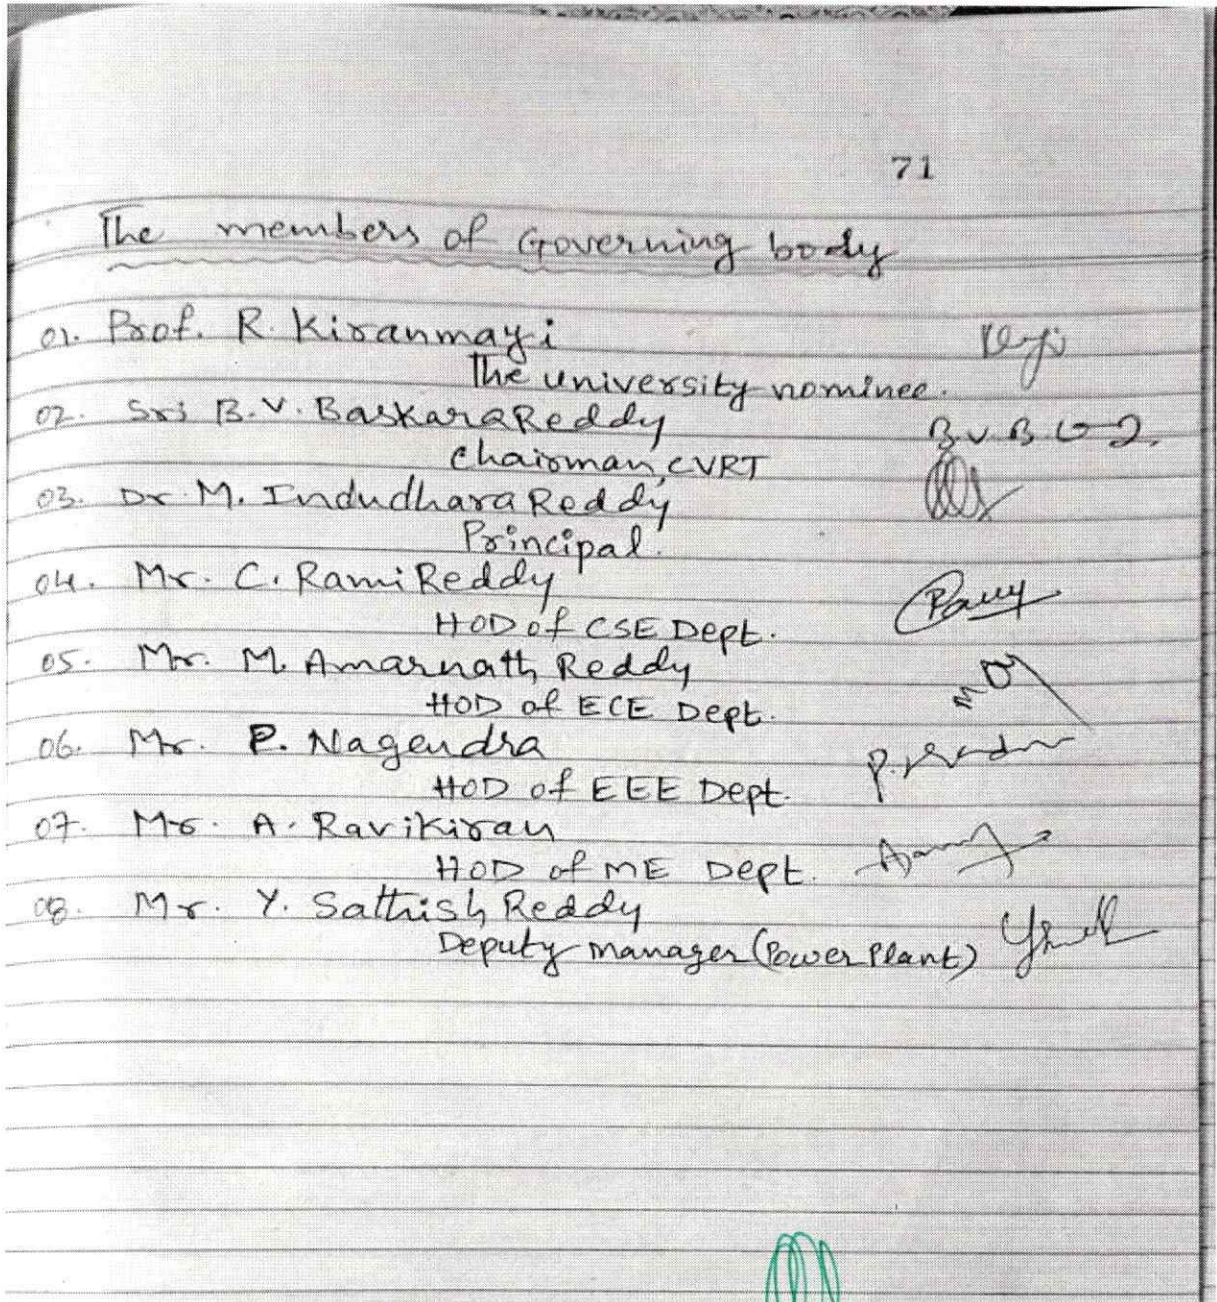 71
The members of Governing body
01. Prof. R. Kiranmayi
The university nominee.
02. Sri B.V. BaskaraReddy
Chairman, CVRT
03. Dr. M. IndudharaReddy
Principal.
04. Mr. C. RamiReddy
HOD of CSE Dept.
05. Mr. M. Amarnath Reddy
HOD of ECE Dept.
06. Mr. P. Nagendra
HOD of EEE Dept.
07. Mr. A. Ravikiran
HOD of ME Dept.
08. Mr. Y. Sathish Reddy
Deputy manager (Power Plant)